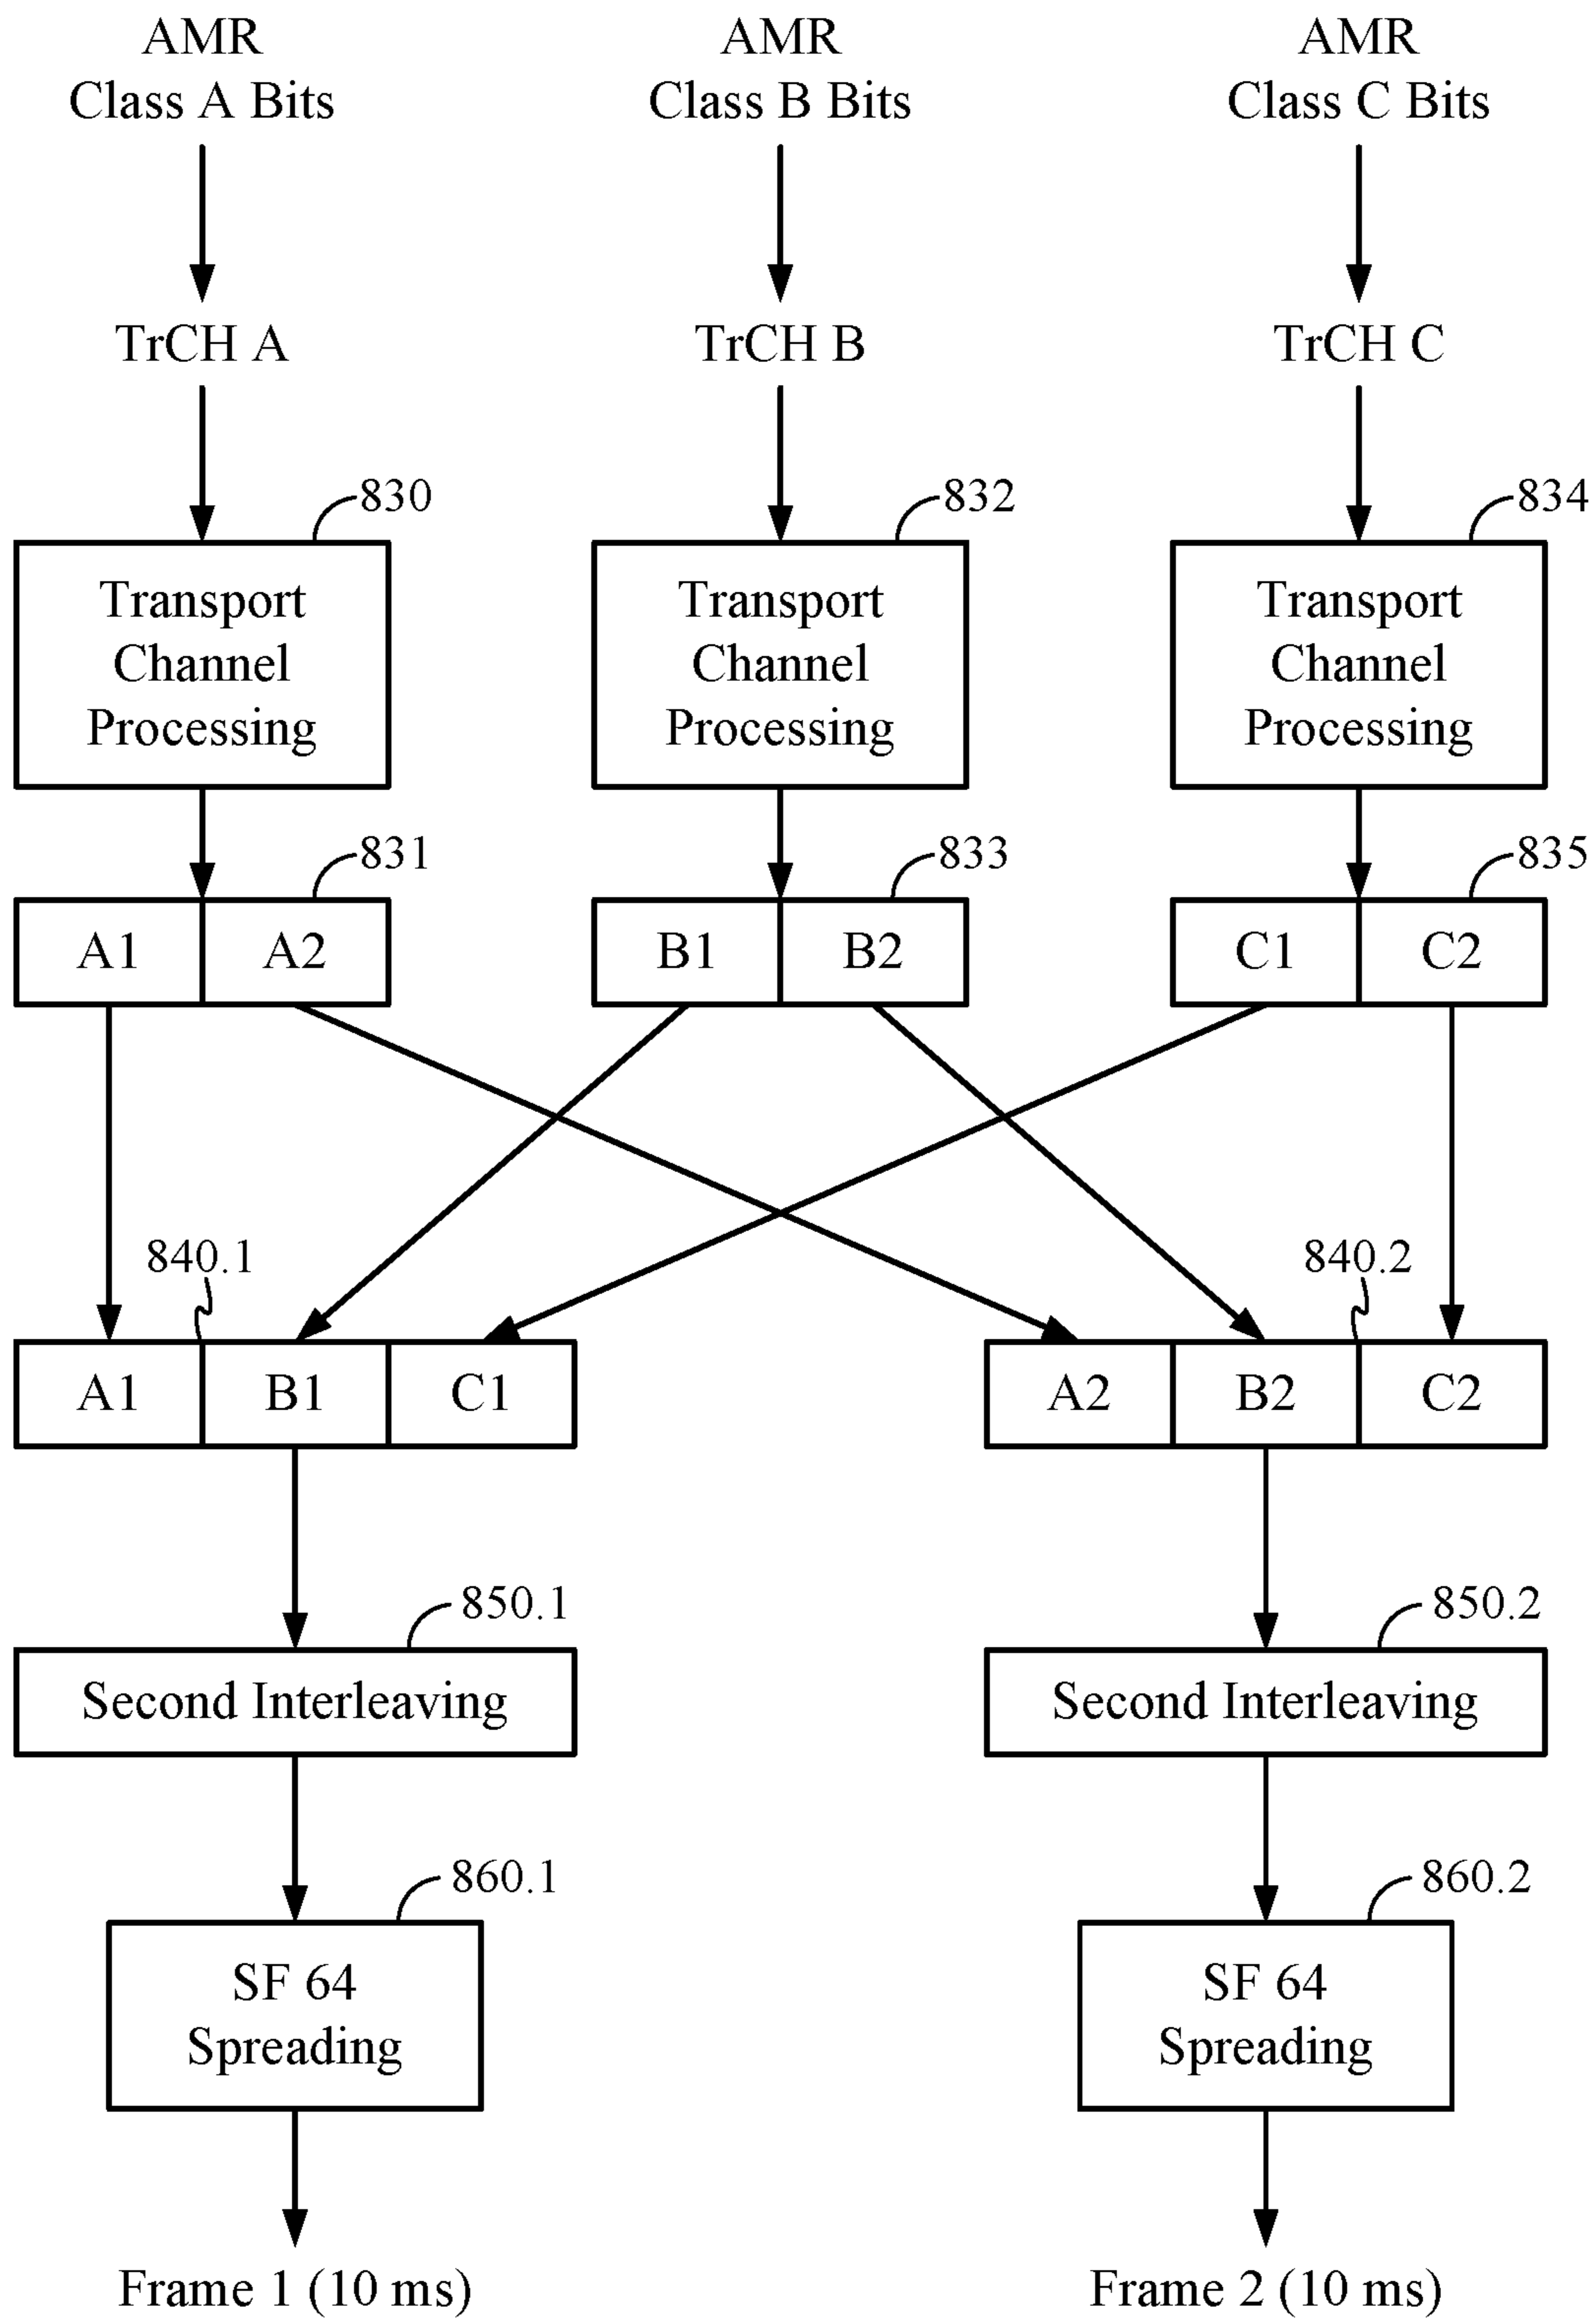 AMR
Class A Bits
AMR
Class B Bits
AMR
Class C Bits
TrCH A
TrCH B
TrCH C
830
832
834
Transport
Channel
Processing
Transport
Channel
Processing
Transport
Channel
Processing
831
833
835
A1
A2
B1
B2
C1
C2
840.1
840.2
A1
B1
C1
A2
B2
C2
850.1
850.2
Second Interleaving
Second Interleaving
860.1
860.2
SF 64
Spreading
SF 64
Spreading
Frame 1 (10 ms)
Frame 2 (10 ms)